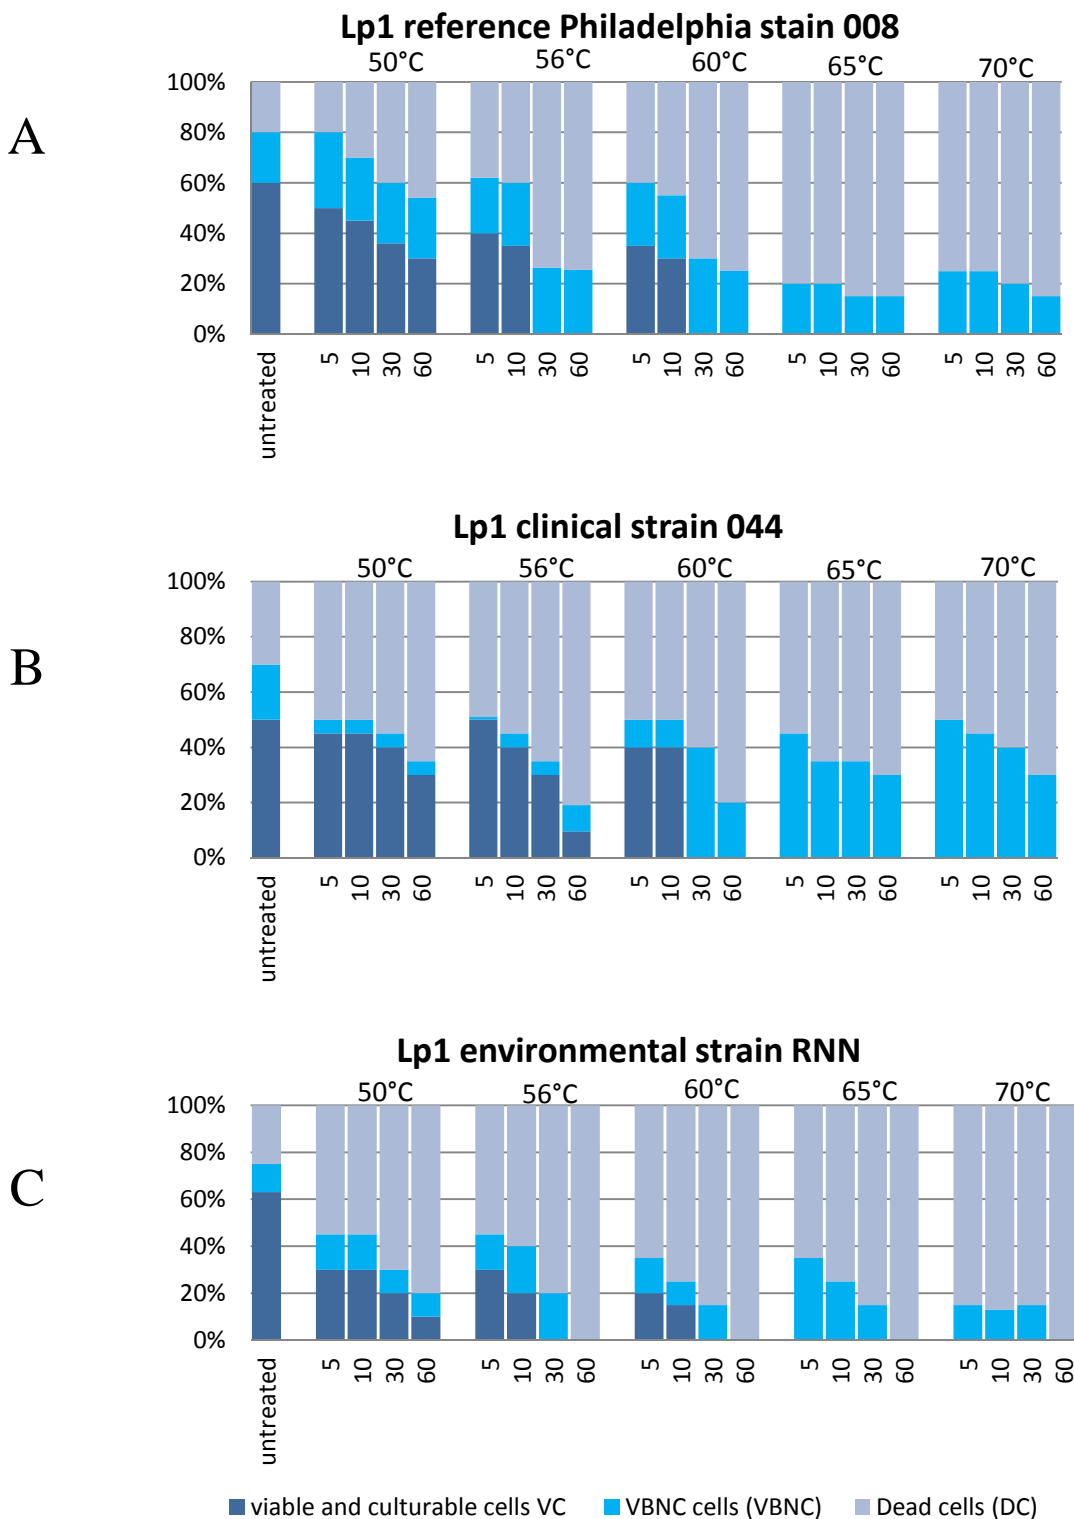 Lp1 reference Philadelphia stain 008
50°C 56°C 60°C 65°C 70°C
A
100%
80%
60%
40%
20%
0%
untreated 5 10 30 60 5 10 30 60 5 10 30 60 5 10 30 60 5 10 30 60
Lp1 clinical strain 044
50°C 56°C 60°C 65°C 70°C
B
100%
80%
60%
40%
20%
0%
untreated 5 10 30 60 5 10 30 60 5 10 30 60 5 10 30 60 5 10 30 60
Lp1 environmental strain RNN
50°C 56°C 60°C 65°C 70°C
C
100%
80%
60%
40%
20%
0%
untreated 5 10 30 60 5 10 30 60 5 10 30 60 5 10 30 60 5 10 30 60
viable and culturable cells VC VBNC cells (VBNC) Dead cells (DC)